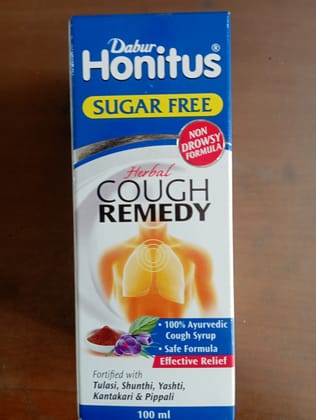 Dabur
Honitus®
SUGAR FREE
NON
DROWSY
FORMULA
Herbal
COUGH
REMEDY
• 100% Ayurvedic
Cough Syrup
• Safe Formula
Effective Relief
Fortified with
Tulasi, Shunthi, Yashti,
Kantakari & Pippali
100 ml